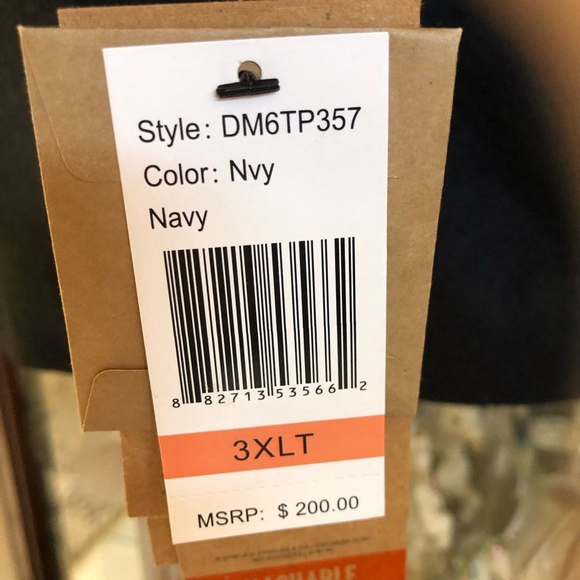 Style: DM6TP357
Color: Nvy
Navy
8 82713 53566 2
3XLT
MSRP: $ 200.00